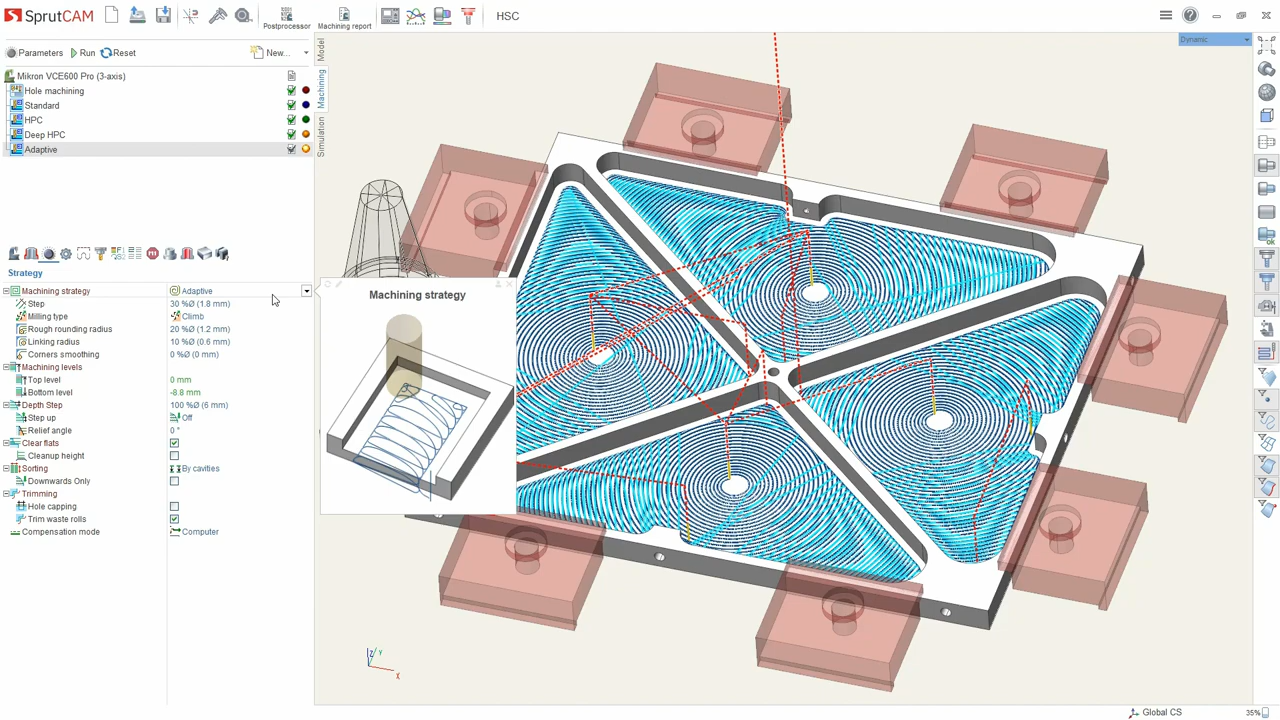 SprutCAM
Postprocessor
Machining report
HSC
Parameters Run Reset New...
Model
Machining
Simulation
Dynamic
Mikron VCE600 Pro (3-axis)
Hole machining
Standard
HPC
Deep HPC
Adaptive
Strategy
Machining strategy Adaptive
Step 30 %Ø (1.8 mm)
Milling type Climb
Rough rounding radius 20 %Ø (1.2 mm)
Linking radius 10 %Ø (0.6 mm)
Corners smoothing 0 %Ø (0 mm)
Machining levels
Top level 0 mm
Bottom level -8.8 mm
Depth Step 100 %Ø (6 mm)
Step up Off
Relief angle 0 °
Clear flats
Cleanup height
Sorting By cavities
Downwards Only
Trimming
Hole capping
Trim waste rolls
Compensation mode Computer
Machining strategy
Z Y
X
Global CS 35%